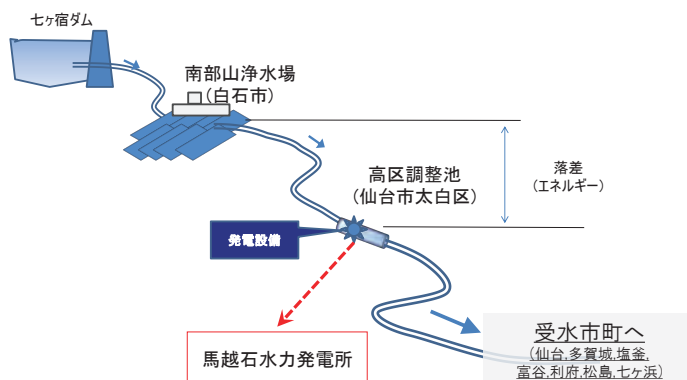 七ヶ宿ダム
南部山浄水場
(白石市)
高区調整池
(仙台市太白区)
落差
(エネルギー)
発電設備
馬越石水力発電所
受水市町へ
(仙台,多賀城,塩釜,
富谷,利府,松島,七ヶ浜)